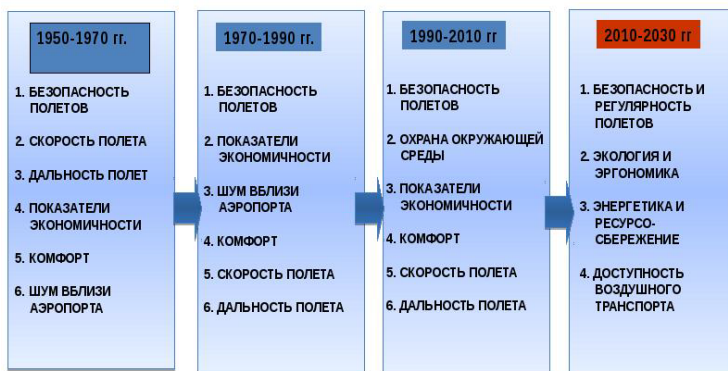 1950-1970 гг.
1. БЕЗОПАСНОСТЬ
ПОЛЕТОВ
2. СКОРОСТЬ ПОЛЕТА
3. ДАЛЬНОСТЬ ПОЛЕТ
4. ПОКАЗАТЕЛИ
ЭКОНОМИЧНОСТИ
5. КОМФОРТ
6. ШУМ ВБЛИЗИ
АЭРОПОРТА
1970-1990 гг.
1. БЕЗОПАСНОСТЬ
ПОЛЕТОВ
2. ПОКАЗАТЕЛИ
ЭКОНОМИЧНОСТИ
3. ШУМ ВБЛИЗИ
АЭРОПОРТА
4. КОМФОРТ
5. СКОРОСТЬ ПОЛЕТА
6. ДАЛЬНОСТЬ ПОЛЕТА
1990-2010 гг
1. БЕЗОПАСНОСТЬ
ПОЛЕТОВ
2. ОХРАНА ОКРУЖАЮЩЕЙ
СРЕДЫ
3. ПОКАЗАТЕЛИ
ЭКОНОМИЧНОСТИ
4. КОМФОРТ
5. СКОРОСТЬ ПОЛЕТА
6. ДАЛЬНОСТЬ ПОЛЕТА
2010-2030 гг
1. БЕЗОПАСНОСТЬ И
РЕГУЛЯРНОСТЬ
ПОЛЕТОВ
2. ЭКОЛОГИЯ И
ЭРГОНОМИКА
3. ЭНЕРГЕТИКА И
РЕСУРСО-
СБЕРЕЖЕНИЕ
4. ДОСТУПНОСТЬ
ВОЗДУШНОГО
ТРАНСПОРТА